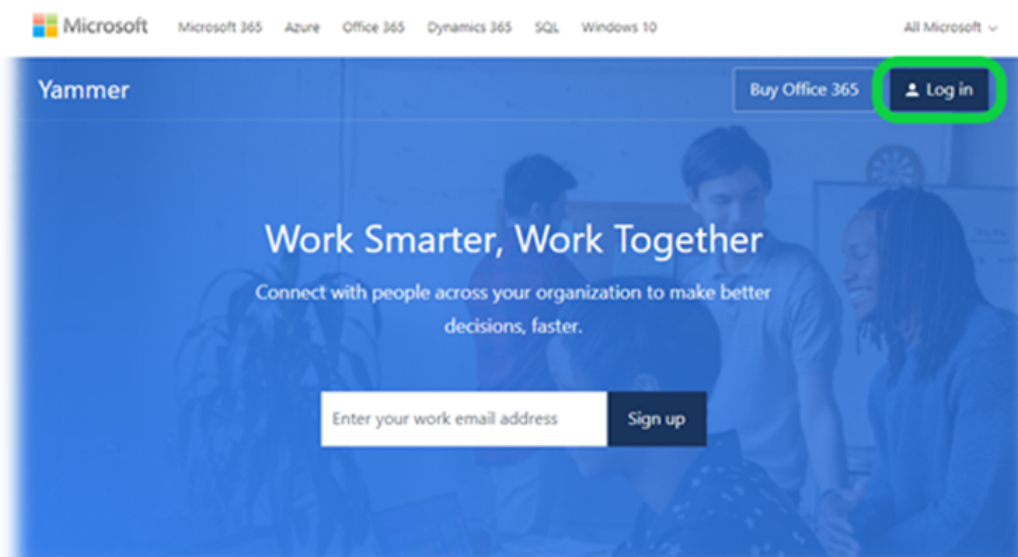 Microsoft Microsoft 365 Azure Office 365 Dynamics 365 SQL Windows 10 All Microsoft
Yammer Buy Office 365 Log in
Work Smarter, Work Together
Connect with people across your organization to make better
decisions, faster.
Enter your work email address Sign up